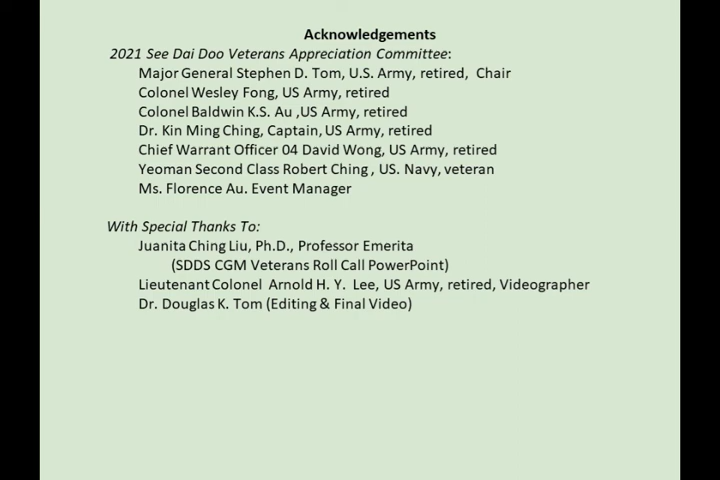 Acknowledgements
2021 See Dai Doo Veterans Appreciation Committee:
Major General Stephen D. Tom, U.S. Army, retired, Chair
Colonel Wesley Fong, US Army, retired
Colonel Baldwin K.S. Au ,US Army, retired
Dr. Kin Ming Ching, Captain, US Army, retired
Chief Warrant Officer 04 David Wong, US Army, retired
Yeoman Second Class Robert Ching , US. Navy, veteran
Ms. Florence Au. Event Manager
With Special Thanks To:
Juanita Ching Liu, Ph.D., Professor Emerita
(SDDS CGM Veterans Roll Call PowerPoint)
Lieutenant Colonel Arnold H. Y. Lee, US Army, retired, Videographer
Dr. Douglas K. Tom (Editing & Final Video)